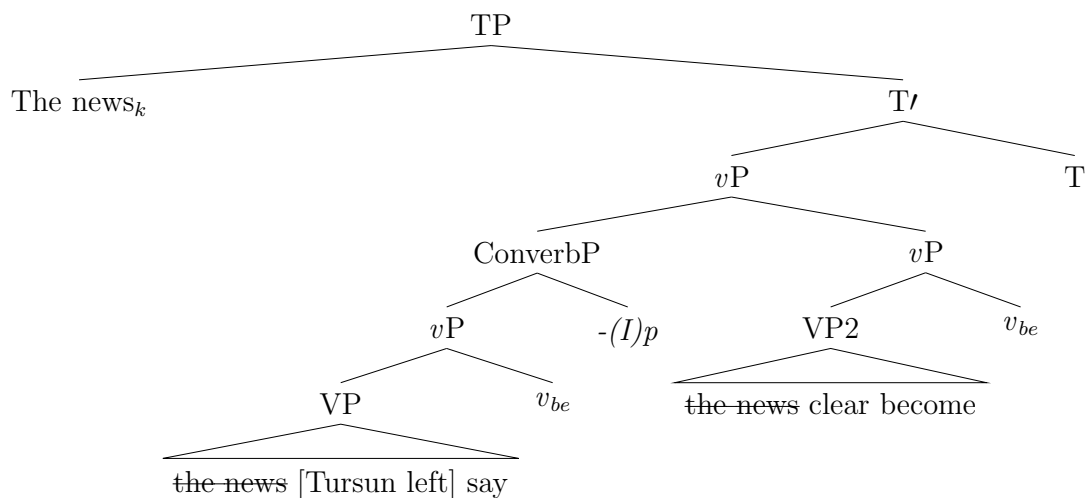 TP
The news_k T′
vP T
ConverbP vP
vP -(I)p VP2 v_be
VP v_be the news clear become
the news [Tursun left] say